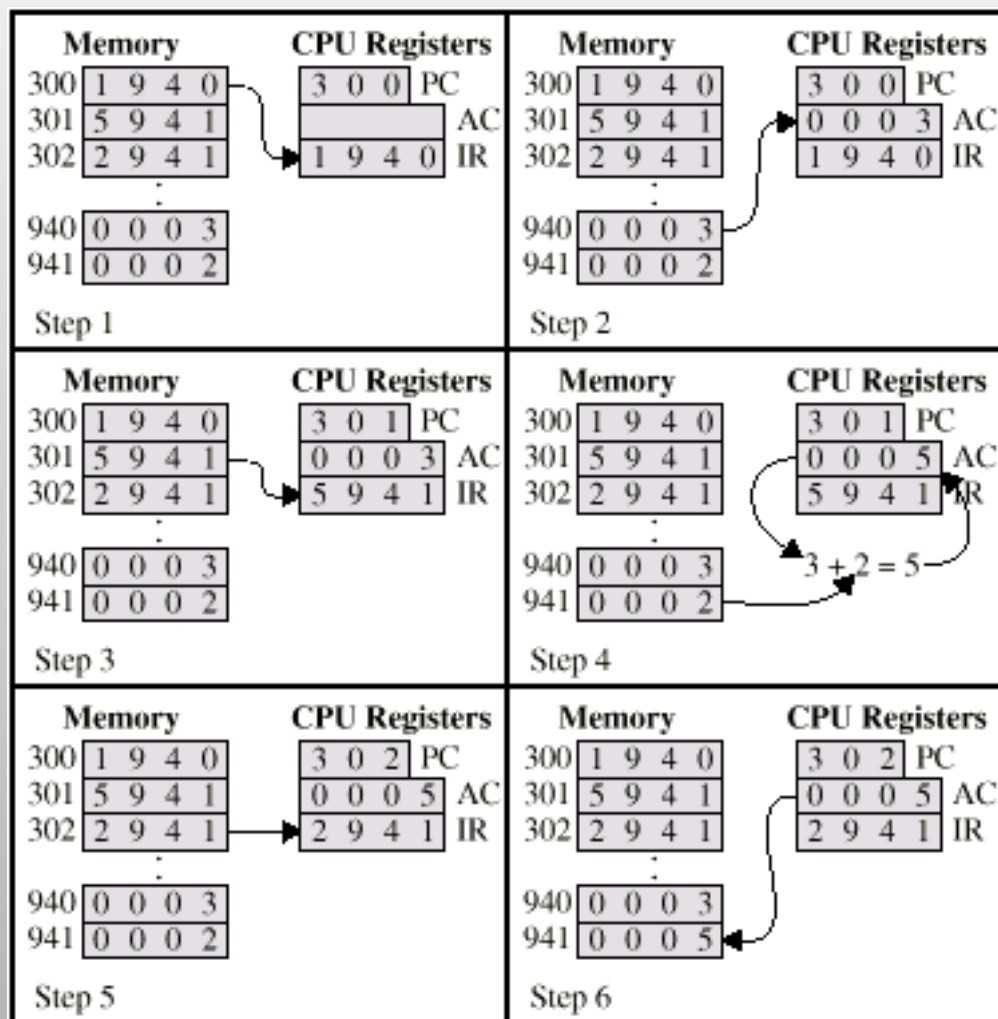 Memory CPU Registers
300 1 9 4 0 3 0 0 PC
301 5 9 4 1 AC
302 2 9 4 1 1 9 4 0 IR
940 0 0 0 3
941 0 0 0 2
Step 1
Memory CPU Registers
300 1 9 4 0 3 0 0 PC
301 5 9 4 1 0 0 0 3 AC
302 2 9 4 1 1 9 4 0 IR
940 0 0 0 3
941 0 0 0 2
Step 2
Memory CPU Registers
300 1 9 4 0 3 0 1 PC
301 5 9 4 1 0 0 0 3 AC
302 2 9 4 1 5 9 4 1 IR
940 0 0 0 3
941 0 0 0 2
Step 3
Memory CPU Registers
300 1 9 4 0 3 0 1 PC
301 5 9 4 1 0 0 0 5 AC
302 2 9 4 1 5 9 4 1 IR
940 0 0 0 3 3 + 2 = 5
941 0 0 0 2
Step 4
Memory CPU Registers
300 1 9 4 0 3 0 2 PC
301 5 9 4 1 0 0 0 5 AC
302 2 9 4 1 2 9 4 1 IR
940 0 0 0 3
941 0 0 0 2
Step 5
Memory CPU Registers
300 1 9 4 0 3 0 2 PC
301 5 9 4 1 0 0 0 5 AC
302 2 9 4 1 2 9 4 1 IR
940 0 0 0 3
941 0 0 0 5
Step 6